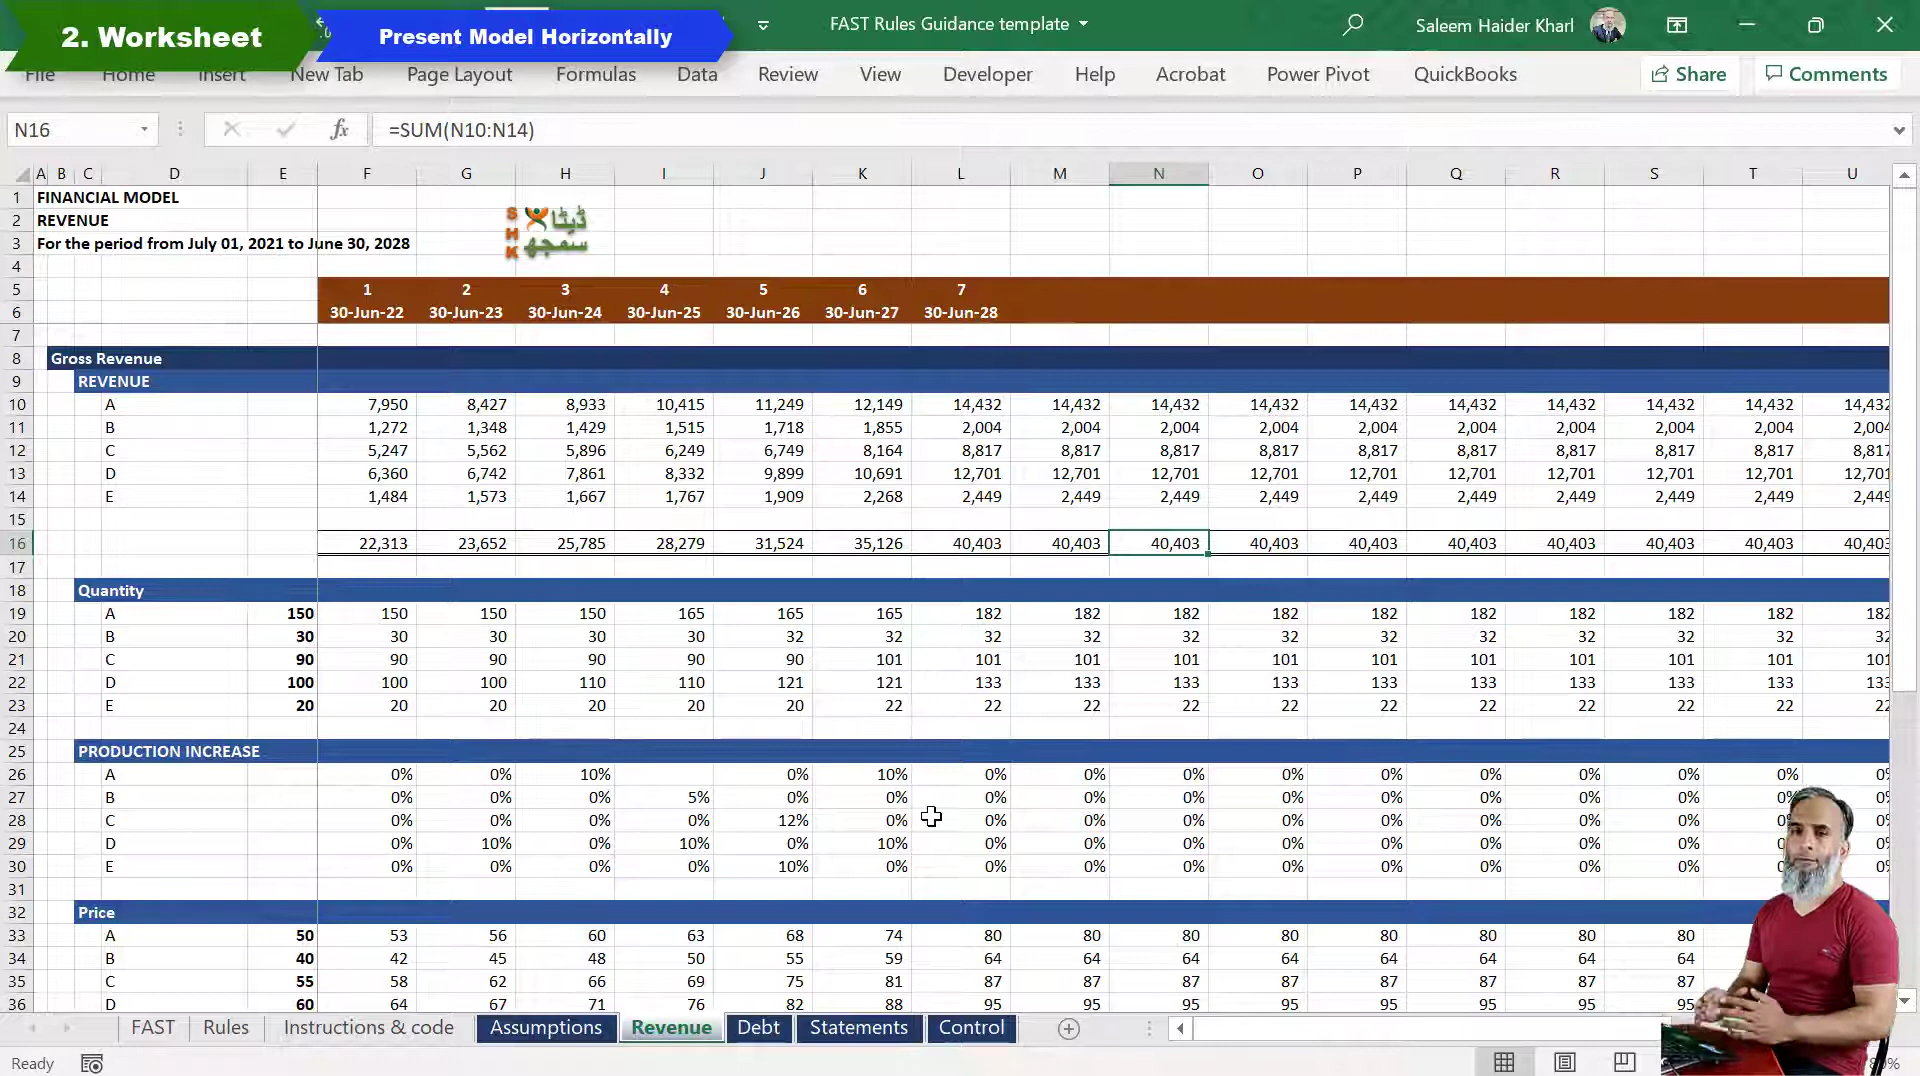 2. Worksheet
Present Model Horizontally
FAST Rules Guidance template
Saleem Haider Kharl
File Home Insert New Tab Page Layout Formulas Data Review View Developer Help Acrobat Power Pivot QuickBooks Share Comments
N16 fx =SUM(N10:N14)
A B C D E F G H I J K L M N O P Q R S T U
1 FINANCIAL MODEL
2 REVENUE
3 For the period from July 01, 2021 to June 30, 2028
SHK ڈیٹا سمجھ
4
5 1 2 3 4 5 6 7
6 30-Jun-22 30-Jun-23 30-Jun-24 30-Jun-25 30-Jun-26 30-Jun-27 30-Jun-28
7
8 Gross Revenue
9 REVENUE
10 A 7,950 8,427 8,933 10,415 11,249 12,149 14,432 14,432 14,432 14,432 14,432 14,432 14,432 14,432 14,432 14,432
11 B 1,272 1,348 1,429 1,515 1,718 1,855 2,004 2,004 2,004 2,004 2,004 2,004 2,004 2,004 2,004 2,004
12 C 5,247 5,562 5,896 6,249 6,749 8,164 8,817 8,817 8,817 8,817 8,817 8,817 8,817 8,817 8,817 8,817
13 D 6,360 6,742 7,861 8,332 9,899 10,691 12,701 12,701 12,701 12,701 12,701 12,701 12,701 12,701 12,701 12,701
14 E 1,484 1,573 1,667 1,767 1,909 2,268 2,449 2,449 2,449 2,449 2,449 2,449 2,449 2,449 2,449 2,449
15
16 22,313 23,652 25,785 28,279 31,524 35,126 40,403 40,403 40,403 40,403 40,403 40,403 40,403 40,403 40,403 40,403
17
18 Quantity
19 A 150 150 150 150 165 165 165 182 182 182 182 182 182 182 182 182 182
20 B 30 30 30 30 30 32 32 32 32 32 32 32 32 32 32 32 32
21 C 90 90 90 90 90 90 101 101 101 101 101 101 101 101 101 101 101
22 D 100 100 100 110 110 121 121 133 133 133 133 133 133 133 133 133 133
23 E 20 20 20 20 20 20 22 22 22 22 22 22 22 22 22 22 22
24
25 PRODUCTION INCREASE
26 A 0% 0% 10% 0% 10% 0% 0% 0% 0% 0% 0% 0% 0% 0% 0%
27 B 0% 0% 0% 5% 0% 0% 0% 0% 0% 0% 0% 0% 0% 0% 0% 0%
28 C 0% 0% 0% 0% 12% 0% 0% 0% 0% 0% 0% 0% 0% 0% 0%
29 D 0% 10% 0% 10% 0% 10% 0% 0% 0% 0% 0% 0% 0% 0% 0%
30 E 0% 0% 0% 0% 10% 0% 0% 0% 0% 0% 0% 0% 0% 0% 0%
31
32 Price
33 A 50 53 56 60 63 68 74 80 80 80 80 80 80 80 80
34 B 40 42 45 48 50 55 59 64 64 64 64 64 64 64 64
35 C 55 58 62 66 69 75 81 87 87 87 87 87 87 87 87
36 D 60 64 67 71 76 82 88 95 95 95 95 95 95 95 95
FAST Rules Instructions & code Assumptions Revenue Debt Statements Control
Ready